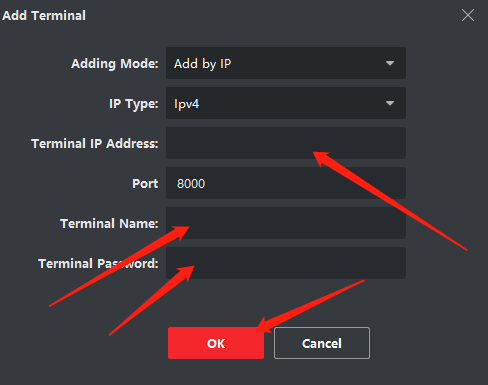 Add Terminal
Adding Mode: Add by IP
IP Type: Ipv4
Terminal IP Address:
Port 8000
Terminal Name:
Terminal Password:
OK Cancel